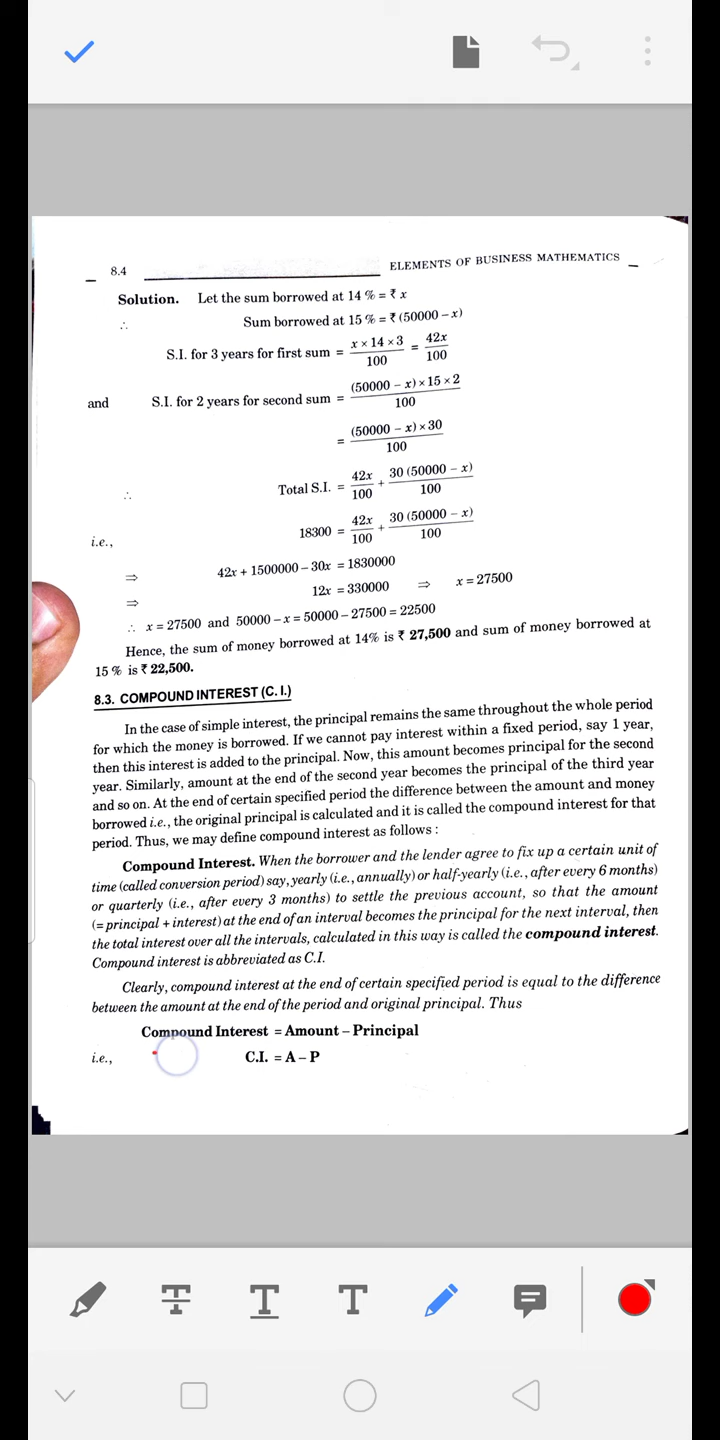 8.4 ELEMENTS OF BUSINESS MATHEMATICS
Solution. Let the sum borrowed at 14 % = ₹ x
∴ Sum borrowed at 15 % = ₹ (50000 – x)
S.I. for 3 years for first sum = x × 14 × 3 / 100 = 42x / 100
and S.I. for 2 years for second sum = (50000 – x) × 15 × 2 / 100
= (50000 – x) × 30 / 100
∴ Total S.I. = 42x / 100 + 30 (50000 – x) / 100
i.e., 18300 = 42x / 100 + 30 (50000 – x) / 100
⇒ 42x + 1500000 – 30x = 1830000
⇒ 12x = 330000 ⇒ x = 27500
∴ x = 27500 and 50000 – x = 50000 – 27500 = 22500
Hence, the sum of money borrowed at 14% is ₹ 27,500 and sum of money borrowed at
15 % is ₹ 22,500.
8.3. COMPOUND INTEREST (C. I.)
In the case of simple interest, the principal remains the same throughout the whole period
for which the money is borrowed. If we cannot pay interest within a fixed period, say 1 year,
then this interest is added to the principal. Now, this amount becomes principal for the second
year. Similarly, amount at the end of the second year becomes the principal of the third year
and so on. At the end of certain specified period the difference between the amount and money
borrowed i.e., the original principal is calculated and it is called the compound interest for that
period. Thus, we may define compound interest as follows :
Compound Interest. When the borrower and the lender agree to fix up a certain unit of
time (called conversion period) say, yearly (i.e., annually) or half-yearly (i.e., after every 6 months)
or quarterly (i.e., after every 3 months) to settle the previous account, so that the amount
(= principal + interest) at the end of an interval becomes the principal for the next interval, then
the total interest over all the intervals, calculated in this way is called the compound interest.
Compound interest is abbreviated as C.I.
Clearly, compound interest at the end of certain specified period is equal to the difference
between the amount at the end of the period and original principal. Thus
Compound Interest = Amount – Principal
i.e., C.I. = A – P
T T T